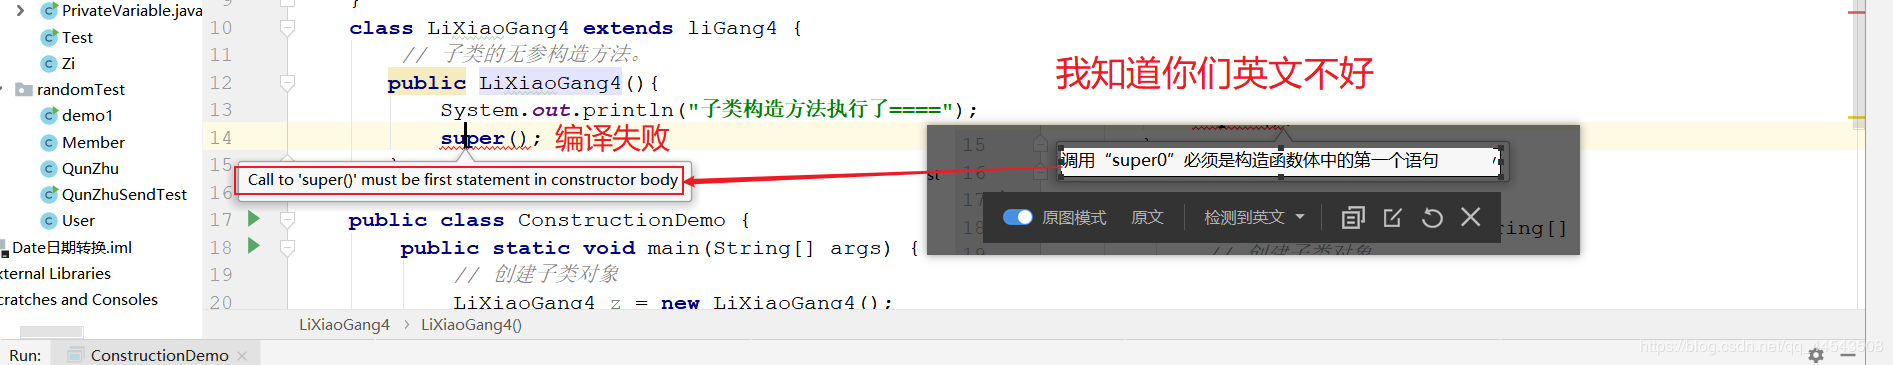 PrivateVariable.java
Test
Zi
randomTest
demo1
Member
QunZhu
QunZhuSendTest
User
Date日期转换.iml
xternal Libraries
cratches and Consoles
9 }
10 class LiXiaoGang4 extends liGang4 {
11 // 子类的无参构造方法。
12 public LiXiaoGang4(){
13 System.out.println("子类构造方法执行了====");
14 super(); 编译失败
15
16
Call to 'super()' must be first statement in constructor body
17 public class ConstructionDemo {
18 public static void main(String[] args) {
19 // 创建子类对象
20 LiXiaoGang4 z = new LiXiaoGang4();
我知道你们英文不好
15
16
调用“super0”必须是构造函数体中的第一个语句
st
17
原图模式 原文 检测到英文
18
ring[]
19 // 创建子类对象
LiXiaoGang4 › LiXiaoGang4()
Run: ConstructionDemo
https://blog.csdn.net/qq_44543508